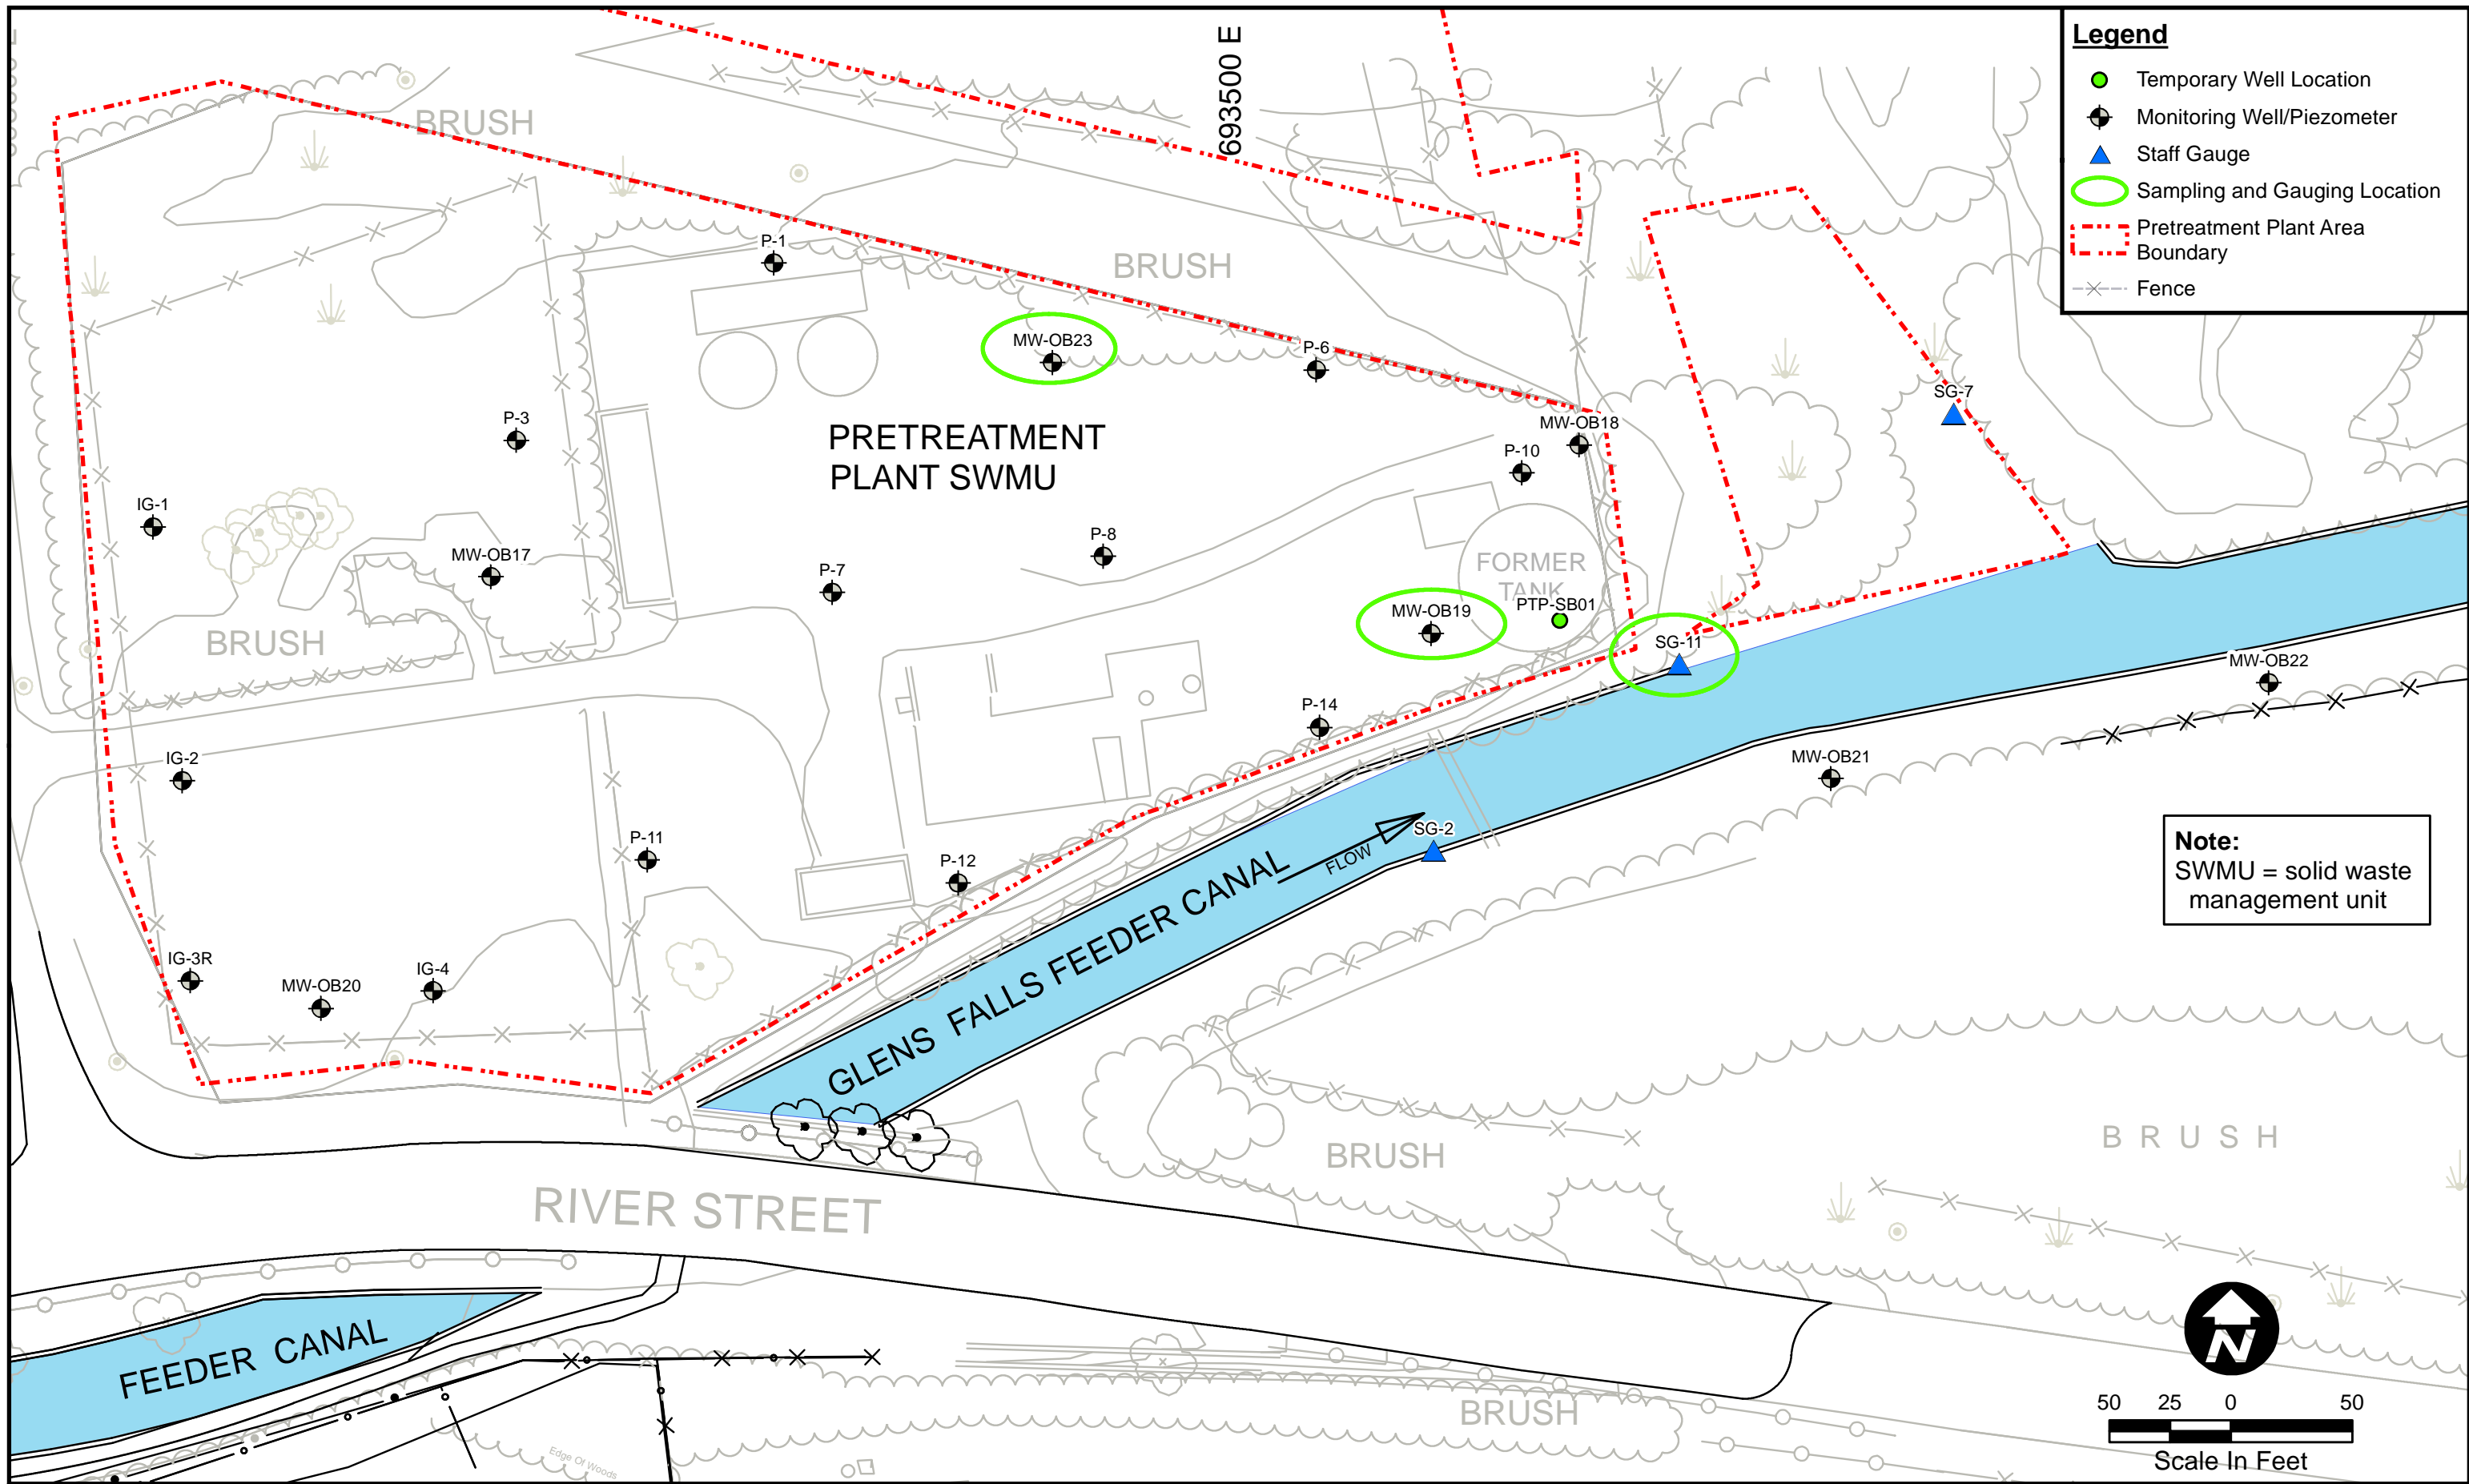 Legend
Temporary Well Location
Monitoring Well/Piezometer
Staff Gauge
Sampling and Gauging Location
Pretreatment Plant Area
Boundary
Fence
693500 E
BRUSH
P-1
BRUSH
MW-OB23
P-6
SG-7
P-3
PRETREATMENT
PLANT SWMU
MW-OB18
P-10
IG-1
MW-OB17
P-8
P-7
FORMER
TANK
PTP-SB01
MW-OB19
BRUSH
SG-11
MW-OB22
P-14
IG-2
MW-OB21
P-11
P-12
SG-2
FLOW
GLENS FALLS FEEDER CANAL
Note:
SWMU = solid waste
management unit
IG-3R
MW-OB20
IG-4
BRUSH
BRUSH
RIVER STREET
FEEDER CANAL
BRUSH
Edge Of Woods
N
50 25 0 50
Scale In Feet